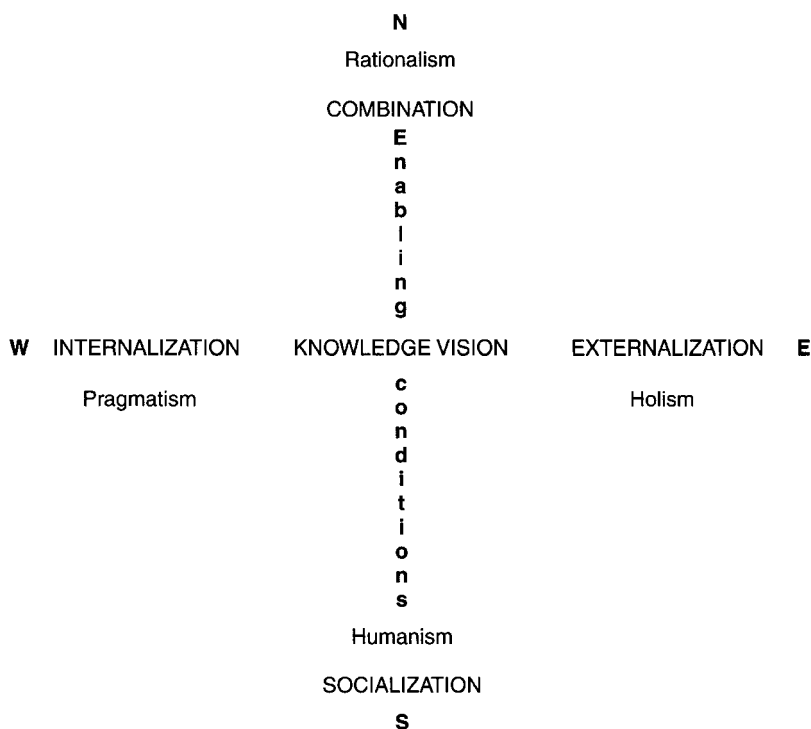 N
Rationalism
COMBINATION
E
n
a
b
l
i
n
g
W INTERNALIZATION KNOWLEDGE VISION EXTERNALIZATION E
Pragmatism Holism
c
o
n
d
i
t
i
o
n
s
Humanism
SOCIALIZATION
S